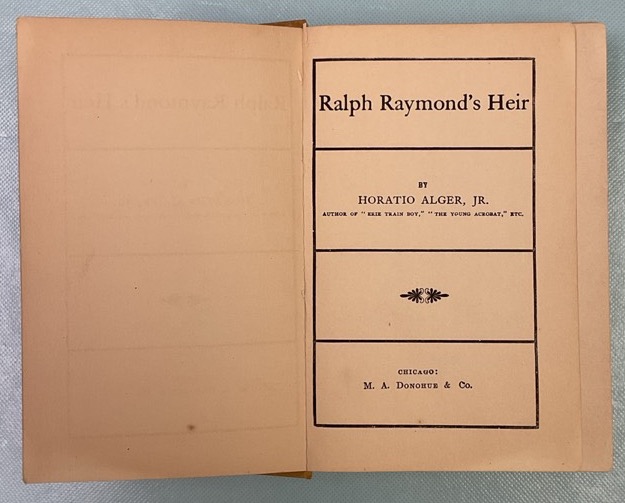 Ralph Raymond's Heir
BY
HORATIO ALGER, JR.
AUTHOR OF "ERIE TRAIN BOY," "THE YOUNG ACROBAT," ETC.
CHICAGO:
M. A. DONOHUE & CO.